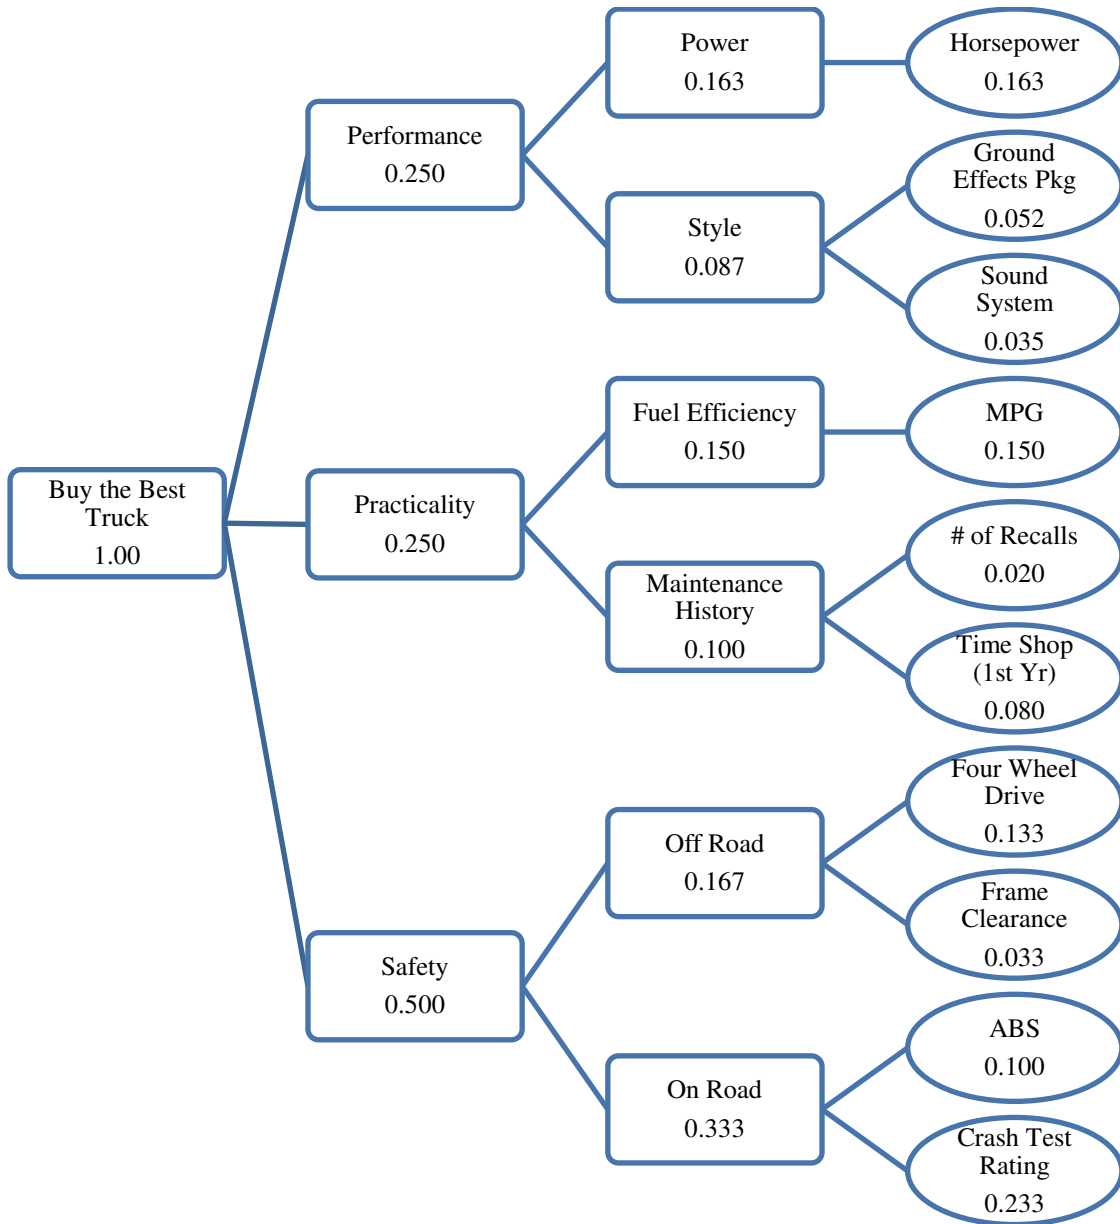 Power
0.163
Horsepower
0.163
Performance
0.250
Ground
Effects Pkg
0.052
Style
0.087
Sound
System
0.035
Fuel Efficiency
0.150
MPG
0.150
Buy the Best
Truck
1.00
Practicality
0.250
# of Recalls
0.020
Maintenance
History
0.100
Time Shop
(1st Yr)
0.080
Four Wheel
Drive
0.133
Off Road
0.167
Frame
Clearance
0.033
Safety
0.500
ABS
0.100
On Road
0.333
Crash Test
Rating
0.233